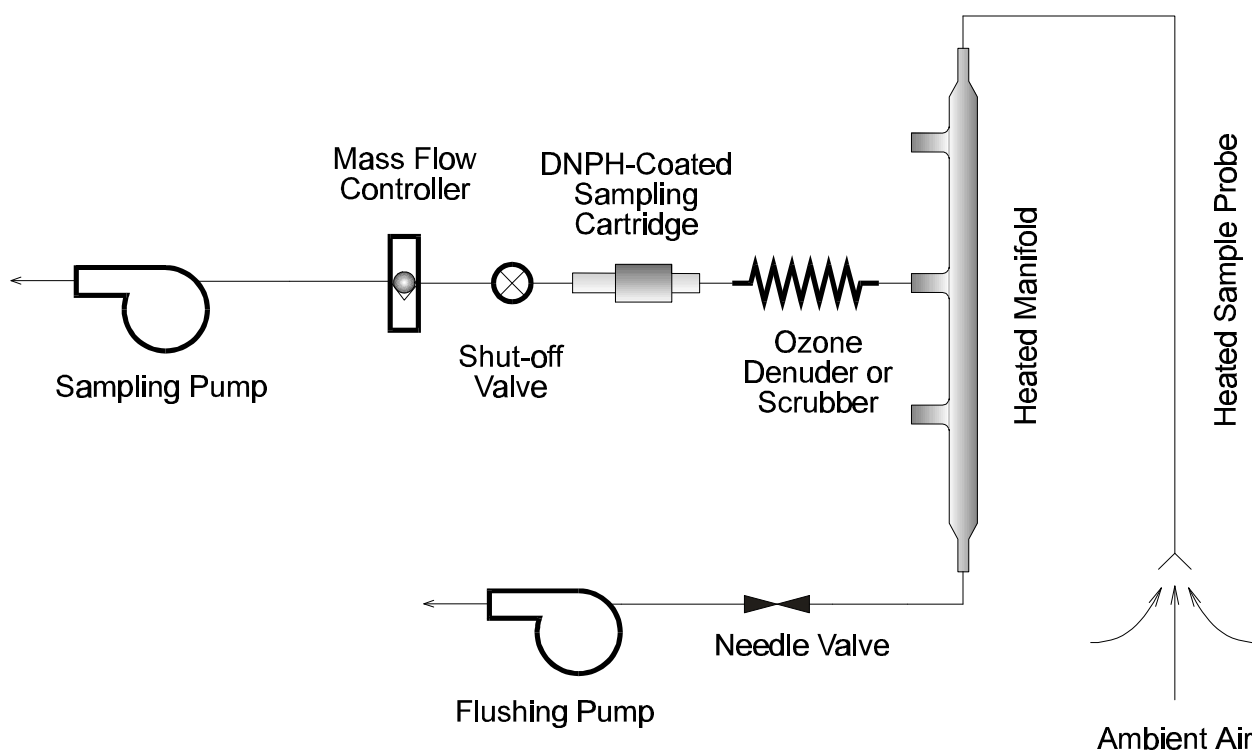 Mass Flow
Controller
DNPH-Coated
Sampling
Cartridge
Sampling Pump
Shut-off
Valve
Ozone
Denuder or
Scrubber
Heated Manifold
Heated Sample Probe
Needle Valve
Flushing Pump
Ambient Air